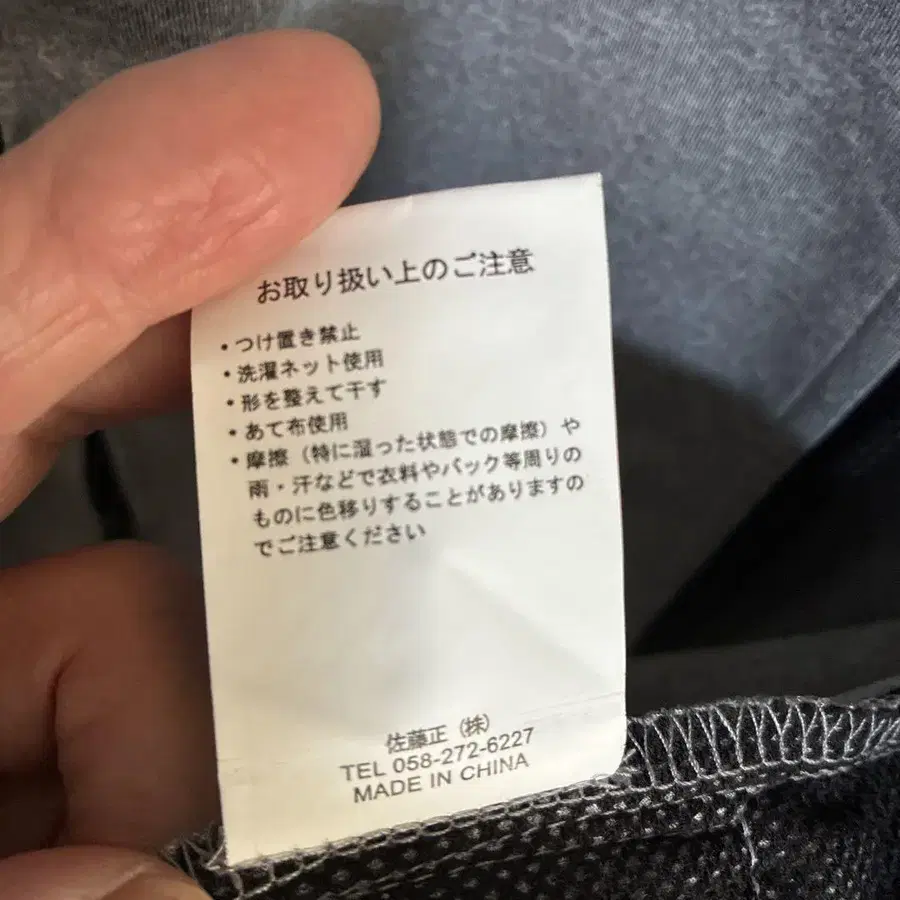 お取り扱い上のご注意
・つけ置き禁止
・洗濯ネット使用
・形を整えて干す
・あて布使用
・摩擦（特に湿った状態での摩擦）や
雨・汗などで衣料やバック等周りの
ものに色移りすることがありますの
でご注意ください
佐藤正（株）
TEL 058-272-6227
MADE IN CHINA